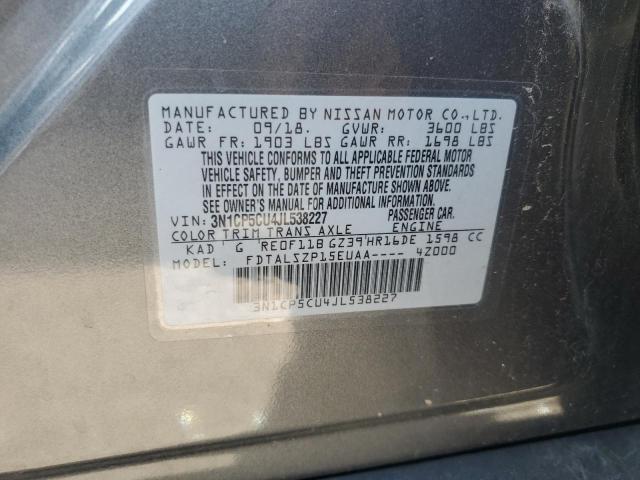 MANUFACTURED BY NISSAN MOTOR CO.,LTD.
DATE: 09/18. GVWR: 3600 LBS
GAWR FR: 1903 LBS GAWR RR: 1698 LBS
THIS VEHICLE CONFORMS TO ALL APPLICABLE FEDERAL MOTOR
VEHICLE SAFETY, BUMPER AND THEFT PREVENTION STANDARDS
IN EFFECT ON THE DATE OF MANUFACTURE SHOWN ABOVE.
SEE OWNER'S MANUAL FOR ADDITIONAL INFORMATION.
VIN: 3N1CP5CU4JL538227 PASSENGER CAR.
COLOR TRIM TRANS AXLE ENGINE
KAD' G 'RE0F11B GZ39'HR16DE 1598 CC
MODEL: FDTALSZP15EUAA---- 4Z000
3N1CP5CU4JL538227